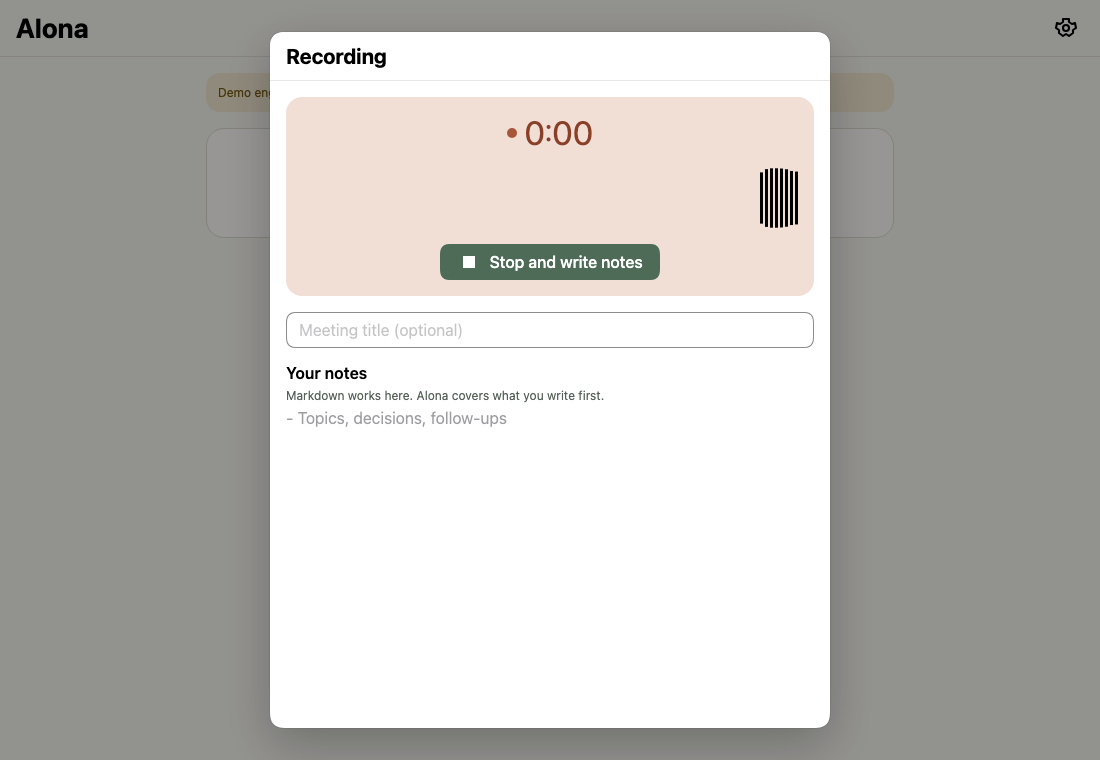 Alona
Recording
Demo
0:00
Stop and write notes
Meeting title (optional)
Your notes
Markdown works here. Alona covers what you write first.
- Topics, decisions, follow-ups